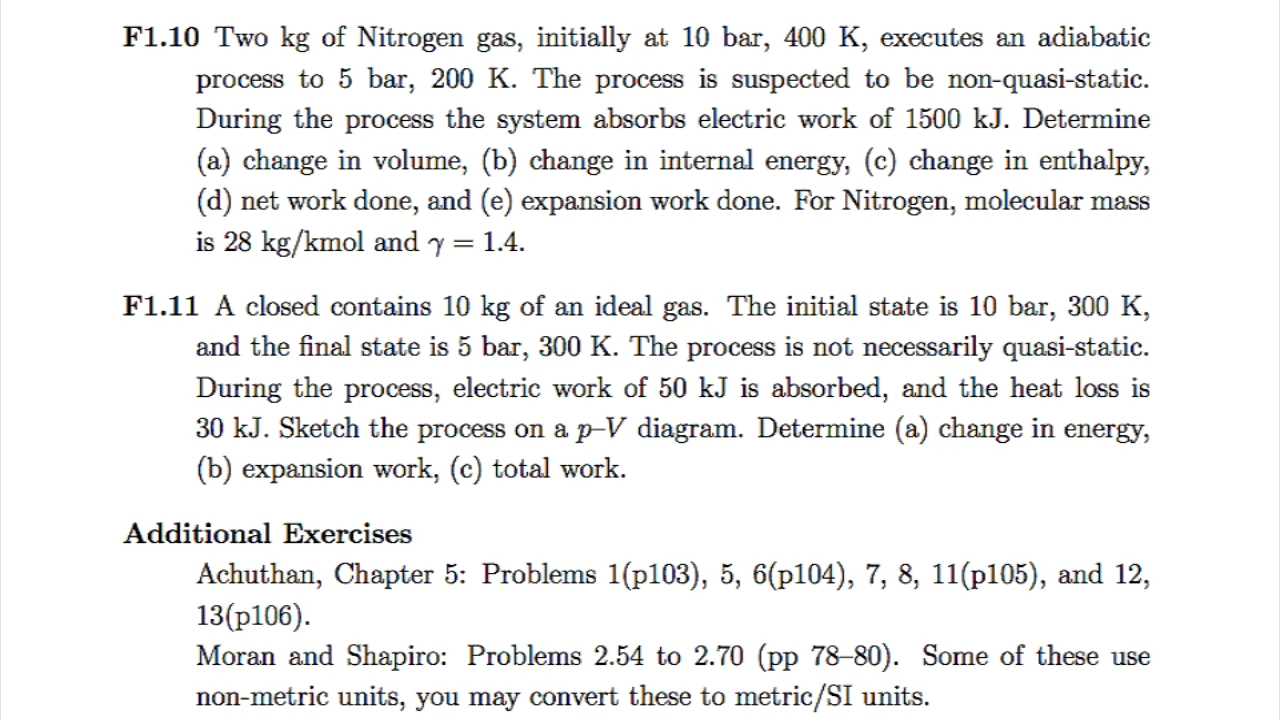 F1.10 Two kg of Nitrogen gas, initially at 10 bar, 400 K, executes an adiabatic
process to 5 bar, 200 K. The process is suspected to be non-quasi-static.
During the process the system absorbs electric work of 1500 kJ. Determine
(a) change in volume, (b) change in internal energy, (c) change in enthalpy,
(d) net work done, and (e) expansion work done. For Nitrogen, molecular mass
is 28 kg/kmol and γ = 1.4.
F1.11 A closed contains 10 kg of an ideal gas. The initial state is 10 bar, 300 K,
and the final state is 5 bar, 300 K. The process is not necessarily quasi-static.
During the process, electric work of 50 kJ is absorbed, and the heat loss is
30 kJ. Sketch the process on a p–V diagram. Determine (a) change in energy,
(b) expansion work, (c) total work.
Additional Exercises
Achuthan, Chapter 5: Problems 1(p103), 5, 6(p104), 7, 8, 11(p105), and 12,
13(p106).
Moran and Shapiro: Problems 2.54 to 2.70 (pp 78–80). Some of these use
non-metric units, you may convert these to metric/SI units.